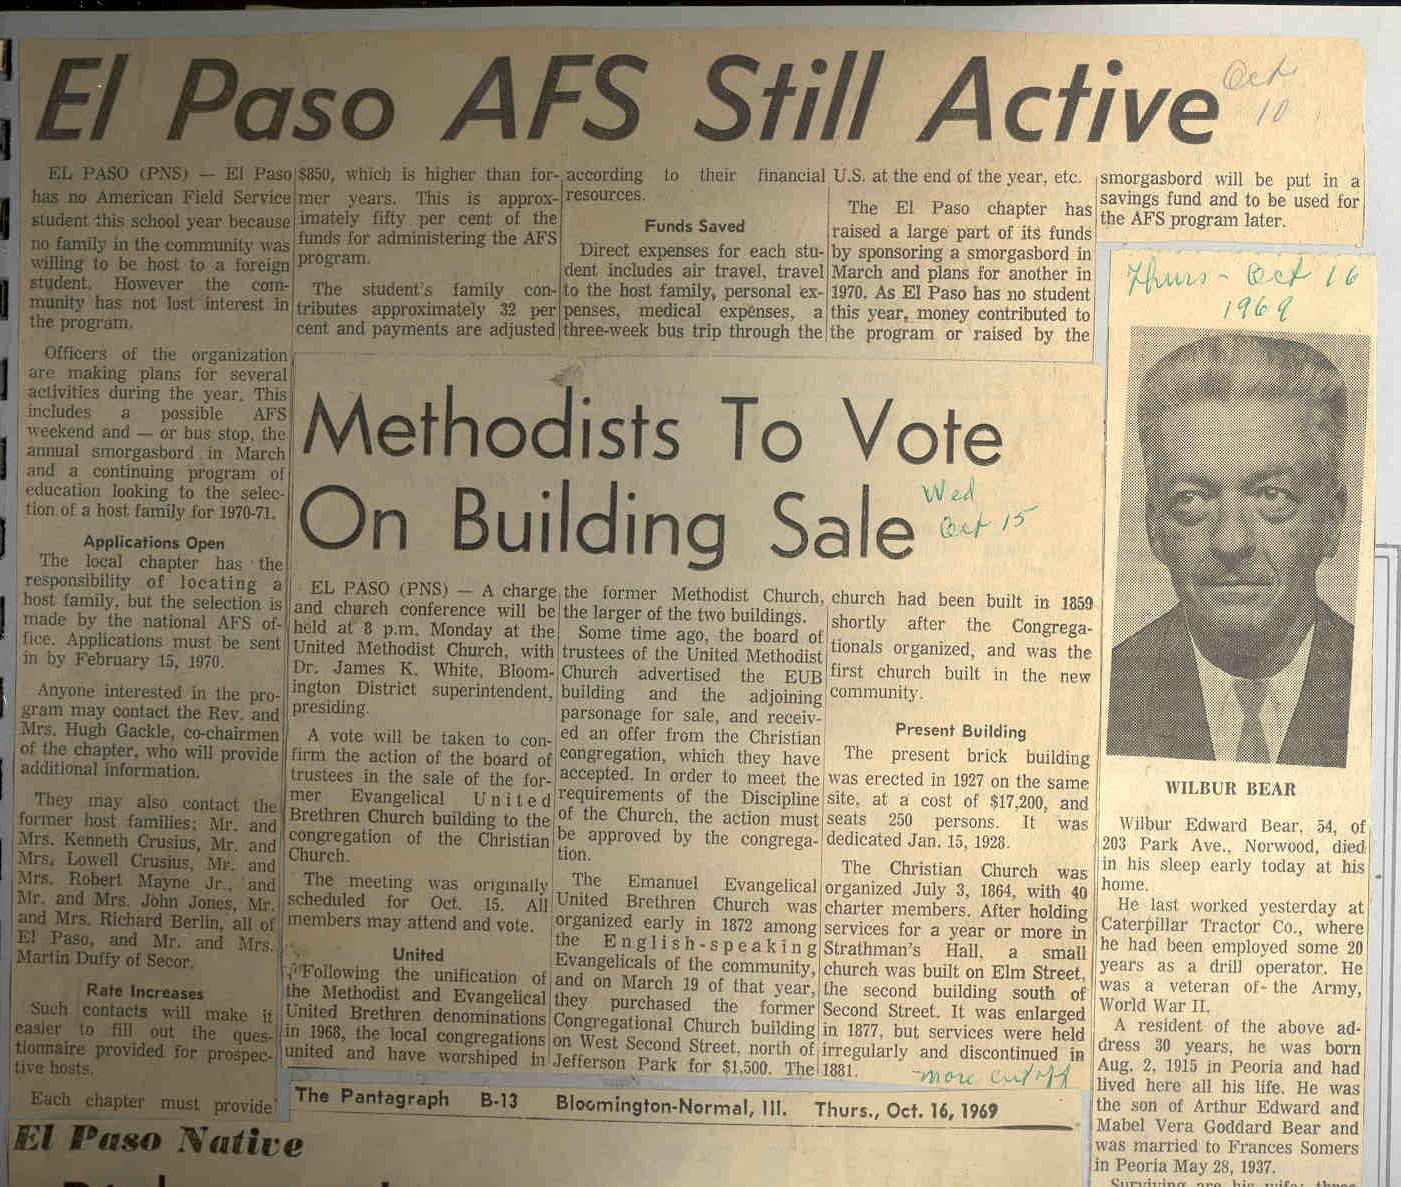 El Paso AFS Still Active
Oct
10
EL PASO (PNS) — El Paso
has no American Field Service
student this school year because
no family in the community was
willing to be host to a foreign
student. However the com-
munity has not lost interest in
the program.
Officers of the organization
are making plans for several
activities during the year. This
includes a possible AFS
weekend and — or bus stop, the
annual smorgasbord in March
and a continuing program of
education looking to the selec-
tion of a host family for 1970-71.
Applications Open
The local chapter has the
responsibility of locating a
host family, but the selection is
made by the national AFS of-
fice. Applications must be sent
in by February 15, 1970.
Anyone interested in the pro-
gram may contact the Rev. and
Mrs. Hugh Gackle, co-chairmen
of the chapter, who will provide
additional information.
They may also contact the
former host families; Mr. and
Mrs. Kenneth Crusius, Mr. and
Mrs. Lowell Crusius, Mr. and
Mrs. Robert Mayne Jr., and
Mr. and Mrs. John Jones, Mr.
and Mrs. Richard Berlin, all of
El Paso, and Mr. and Mrs.
Martin Duffy of Secor.
Rate Increases
Such contacts will make it
easier to fill out the ques-
tionnaire provided for prospec-
tive hosts.
Each chapter must provide
$850, which is higher than for-
mer years. This is approx-
imately fifty per cent of the
funds for administering the AFS
program.
The student's family con-
tributes approximately 32 per
cent and payments are adjusted
according to their financial
resources.
Funds Saved
Direct expenses for each stu-
dent includes air travel, travel
to the host family, personal ex-
penses, medical expenses, a
three-week bus trip through the
U.S. at the end of the year, etc.
The El Paso chapter has
raised a large part of its funds
by sponsoring a smorgasbord in
March and plans for another in
1970. As El Paso has no student
this year, money contributed to
the program or raised by the
smorgasbord will be put in a
savings fund and to be used for
the AFS program later.
Methodists To Vote
On Building Sale
Wed
Oct 15
EL PASO (PNS) — A charge
and church conference will be
held at 8 p.m. Monday at the
United Methodist Church, with
Dr. James K. White, Bloom-
ington District superintendent,
presiding.
A vote will be taken to con-
firm the action of the board of
trustees in the sale of the for-
mer Evangelical United
Brethren Church building to the
congregation of the Christian
Church.
The meeting was originally
scheduled for Oct. 15. All
members may attend and vote.
United
Following the unification of
the Methodist and Evangelical
United Brethren denominations
in 1968, the local congregations
united and have worshiped in
the former Methodist Church,
the larger of the two buildings.
Some time ago, the board of
trustees of the United Methodist
Church advertised the EUB
building and the adjoining
parsonage for sale, and receiv-
ed an offer from the Christian
congregation, which they have
accepted. In order to meet the
requirements of the Discipline
of the Church, the action must
be approved by the congrega-
tion.
The Emanuel Evangelical
United Brethren Church was
organized early in 1872 among
the English-speaking
Evangelicals of the community,
and on March 19 of that year,
they purchased the former
Congregational Church building
on West Second Street, north of
Jefferson Park for $1,500. The
church had been built in 1859
shortly after the Congrega-
tionals organized, and was the
first church built in the new
community.
Present Building
The present brick building
was erected in 1927 on the same
site, at a cost of $17,200, and
seats 250 persons. It was
dedicated Jan. 15, 1928.
The Christian Church was
organized July 3, 1864, with 40
charter members. After holding
services for a year or more in
Strathman's Hall, a small
church was built on Elm Street,
the second building south of
Second Street. It was enlarged
in 1877, but services were held
irregularly and discontinued in
1881.
more cut off
The Pantagraph B-13 Bloomington-Normal, Ill. Thurs., Oct. 16, 1969
Thurs - Oct 16
1969
WILBUR BEAR
Wilbur Edward Bear, 54, of
203 Park Ave., Norwood, died
in his sleep early today at his
home.
He last worked yesterday at
Caterpillar Tractor Co., where
he had been employed some 20
years as a drill operator. He
was a veteran of the Army,
World War II.
A resident of the above ad-
dress 30 years, he was born
Aug. 2, 1915 in Peoria and had
lived here all his life. He was
the son of Arthur Edward and
Mabel Vera Goddard Bear and
was married to Frances Somers
in Peoria May 28, 1937.
Surviving are his wife; three
El Paso Native